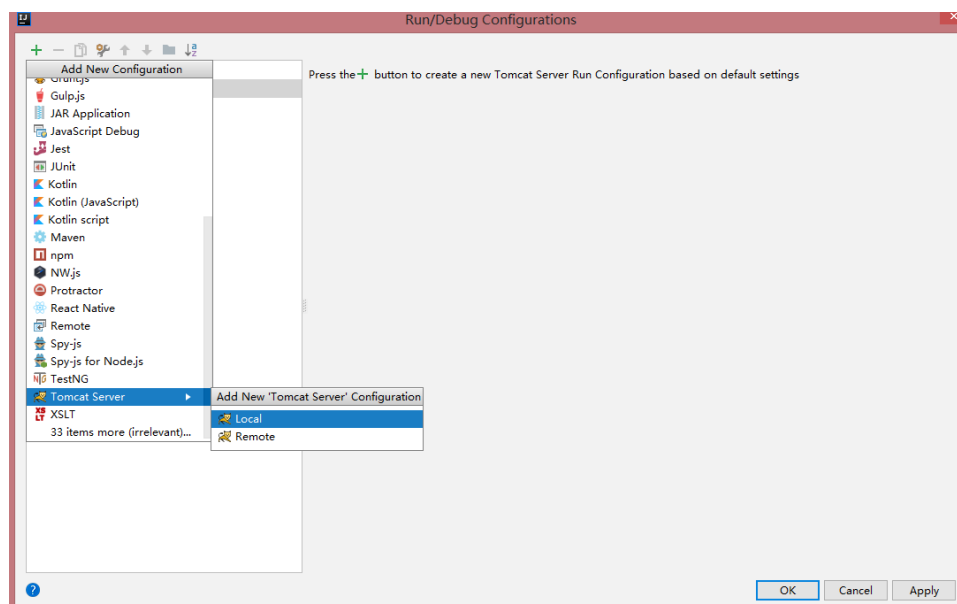 Run/Debug Configurations
Add New Configuration
Press the + button to create a new Tomcat Server Run Configuration based on default settings
Gruntjs
Gulp.js
JAR Application
JavaScript Debug
Jest
JUnit
Kotlin
Kotlin (JavaScript)
Kotlin script
Maven
npm
NW.js
Protractor
React Native
Remote
Spy-js
Spy-js for Node.js
TestNG
Tomcat Server
Add New 'Tomcat Server' Configuration
XSLT
Local
33 items more (irrelevant)...
Remote
OK
Cancel
Apply